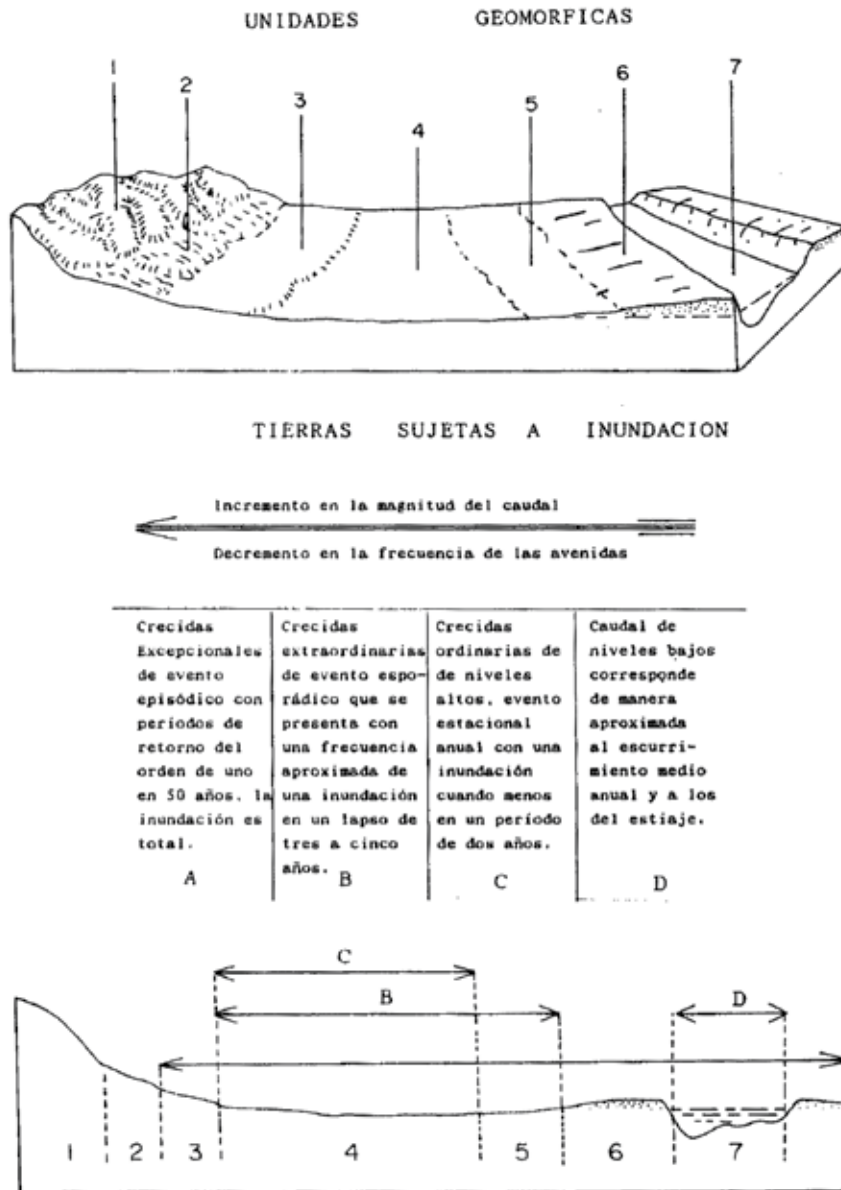 UNIDADES GEOMORFICAS
1
2
3
4
5
6
7
TIERRAS SUJETAS A INUNDACION
Incremento en la magnitud del caudal
Decremento en la frecuencia de las avenidas
Crecidas
Excepcionales
de evento
episódico con
períodos de
retorno del
orden de uno
en 50 años. la
inundación es
total.
A
Crecidas
extraordinarias
de evento espo-
rádico que se
presenta con
una frecuencia
aproximada de
una inundación
en un lapso de
tres a cinco
años.
B
Crecidas
ordinarias de
de niveles
altos, evento
estacional
anual con una
inundación
cuando menos
en un período
de dos años.
C
Caudal de
niveles bajos
corresponde
de manera
aproximada
al escurri-
miento medio
anual y a los
del estiaje.
D
C
B
D
1 2 3 4 5 6 7